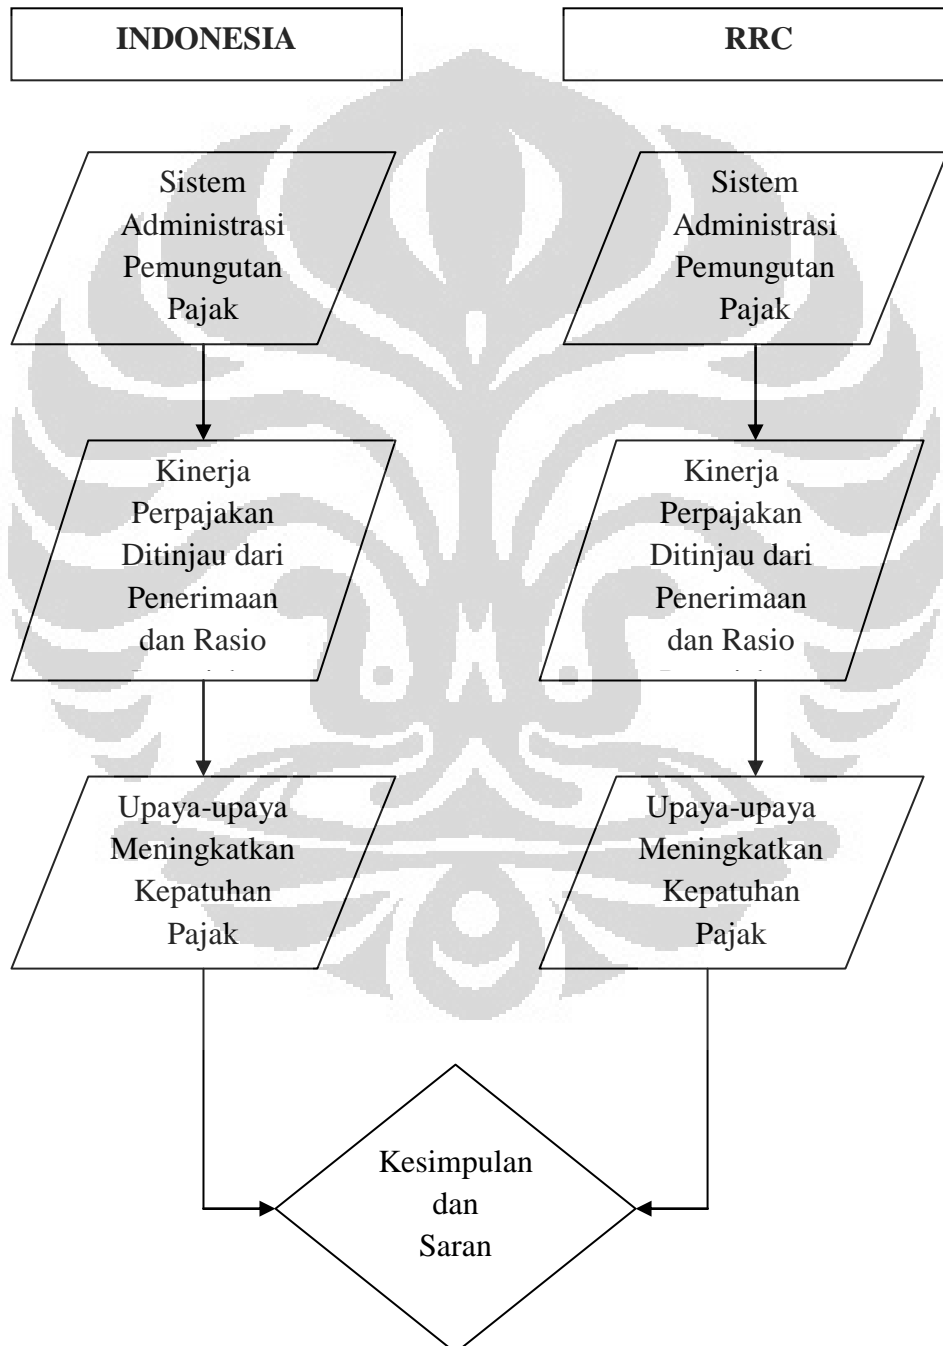 INDONESIA
RRC
Sistem
Administrasi
Pemungutan
Pajak
Sistem
Administrasi
Pemungutan
Pajak
Kinerja
Perpajakan
Ditinjau dari
Penerimaan
dan Rasio
Kinerja
Perpajakan
Ditinjau dari
Penerimaan
dan Rasio
Upaya-upaya
Meningkatkan
Kepatuhan
Pajak
Upaya-upaya
Meningkatkan
Kepatuhan
Pajak
Kesimpulan
dan
Saran